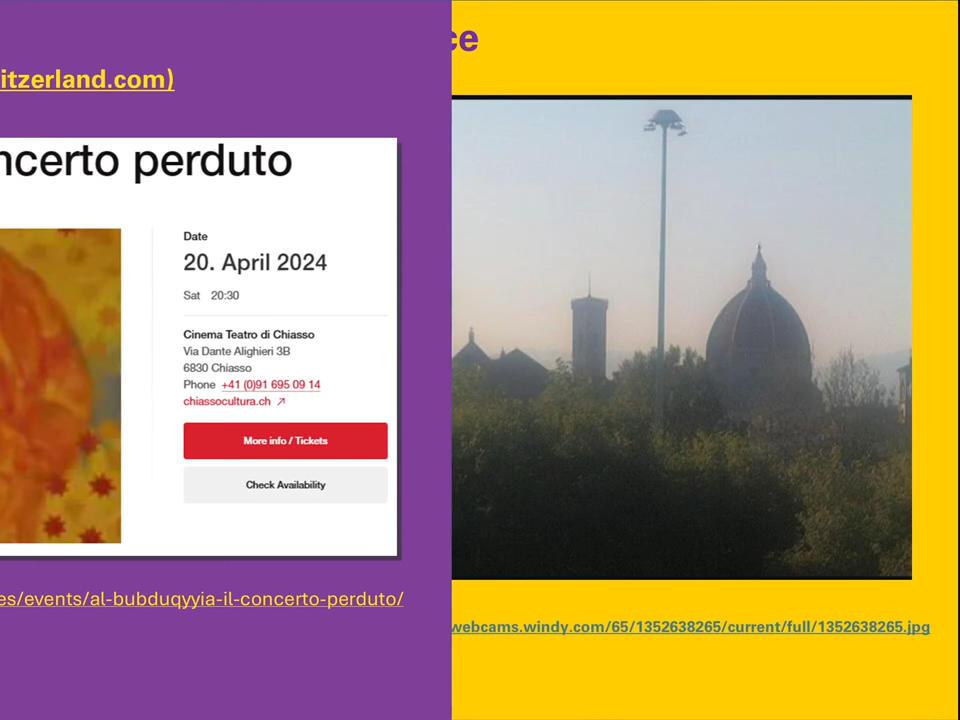 itzerland.com)
ncerto perduto
Date
20. April 2024
Sat 20:30
Cinema Teatro di Chiasso
Via Dante Alighieri 3B
6830 Chiasso
Phone +41 (0)91 695 09 14
chiassocultura.ch ↗
More info / Tickets
Check Availability
es/events/al-bubduqyyia-il-concerto-perduto/
ce
webcams.windy.com/65/1352638265/current/full/1352638265.jpg